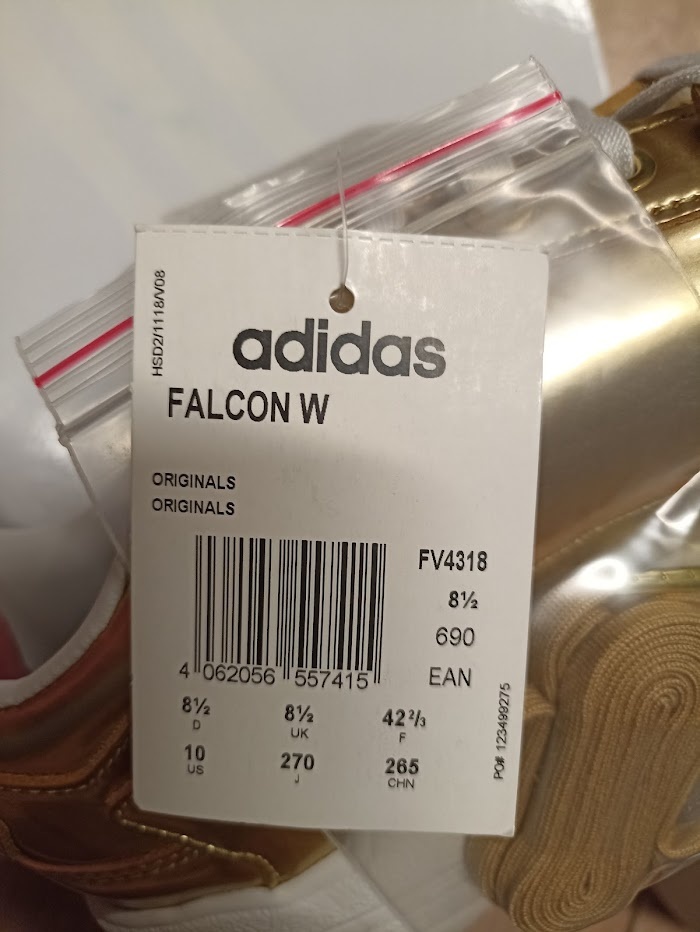 HSD2/1118/V08
adidas
FALCON W
ORIGINALS
ORIGINALS
FV4318
8½
690
EAN
4 062056 557415
8½ 8½ 42⅔
D UK F
10 270 265
US J CHN
PO# 123499275